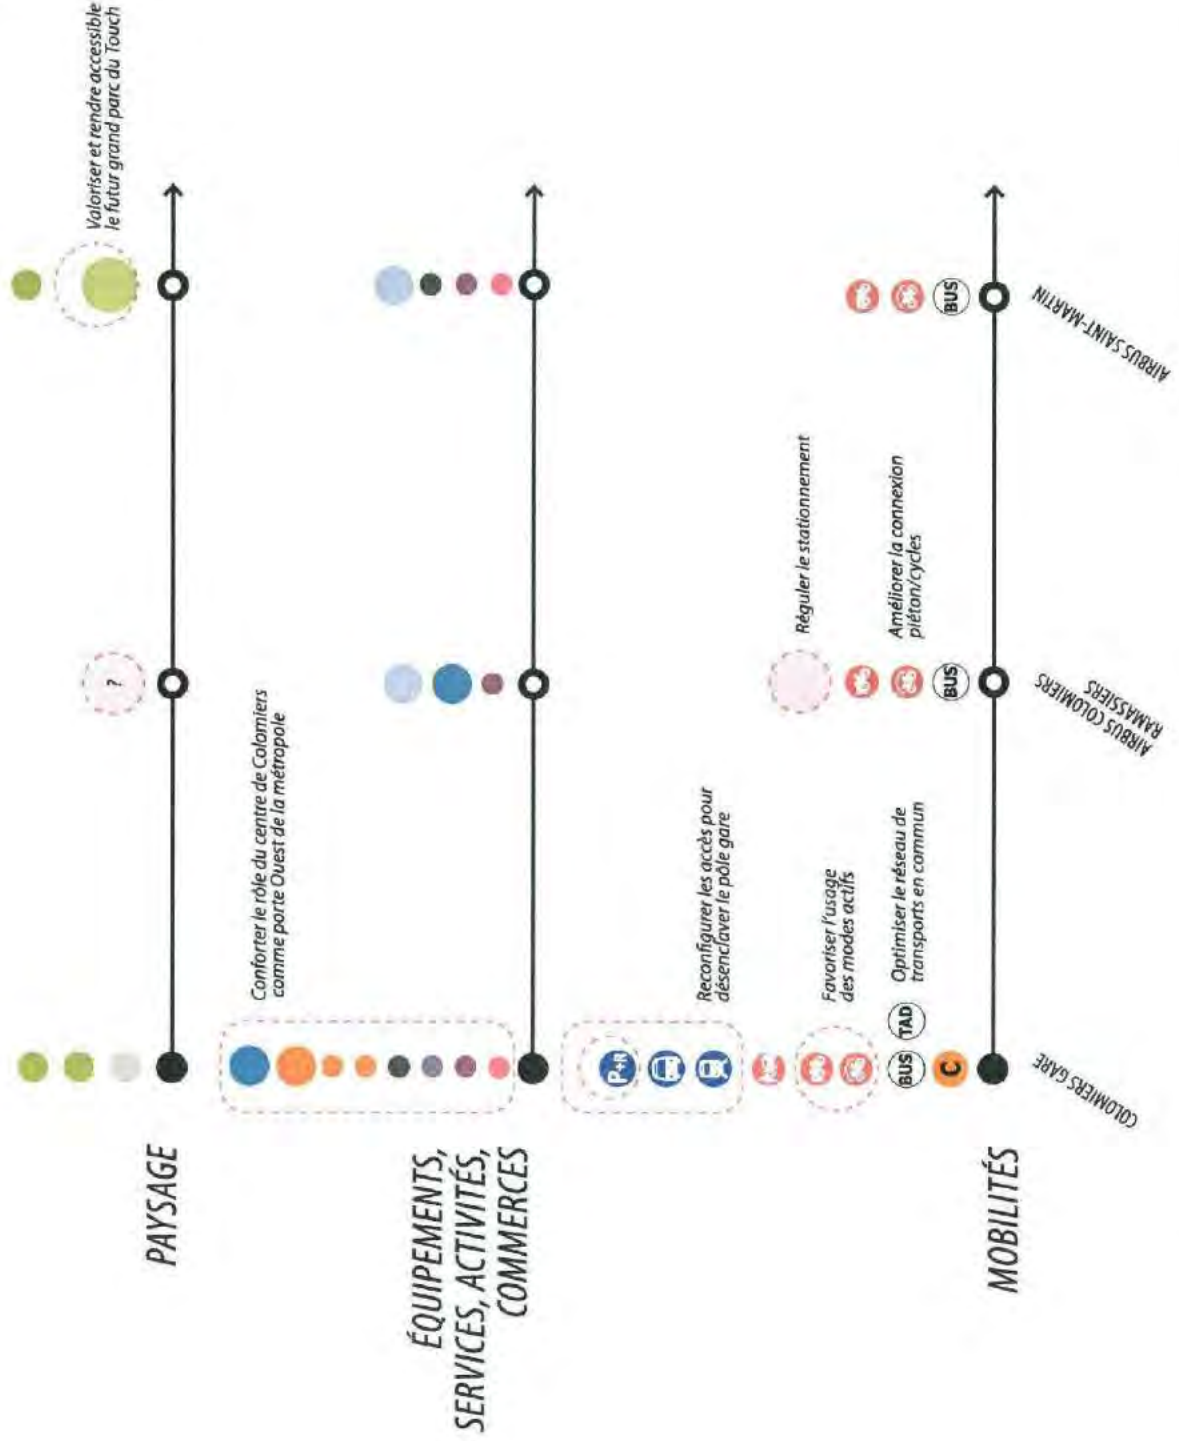 PAYSAGE
?
Valoriser et rendre accessible
le futur grand parc du Touch
ÉQUIPEMENTS,
SERVICES, ACTIVITÉS,
COMMERCES
Conforter le rôle du centre de Colomiers
comme porte Ouest de la métropole
MOBILITÉS
P+R
Reconfigurer les accès pour
désenclaver le pôle gare
Favoriser l'usage
des modes actifs
BUS
TAD
Optimiser le réseau de
transports en commun
C
Réguler le stationnement
Améliorer la connexion
piéton/cycles
BUS
BUS
COLOMIERS GARE
AIRBUS COLOMIERS
RAMASSIERS
AIRBUS SAINT-MARTIN